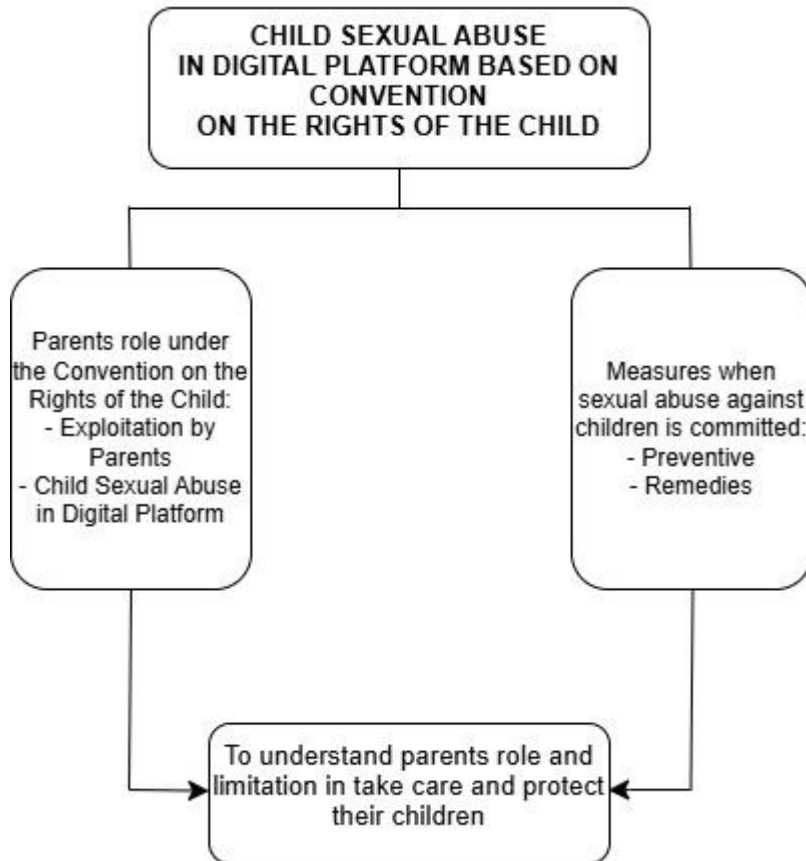 CHILD SEXUAL ABUSE
IN DIGITAL PLATFORM BASED ON
CONVENTION
ON THE RIGHTS OF THE CHILD
Parents role under
the Convention on the
Rights of the Child:
- Exploitation by
Parents
- Child Sexual Abuse
in Digital Platform
Measures when
sexual abuse against
children is committed:
- Preventive
- Remedies
To understand parents role and
limitation in take care and protect
their children